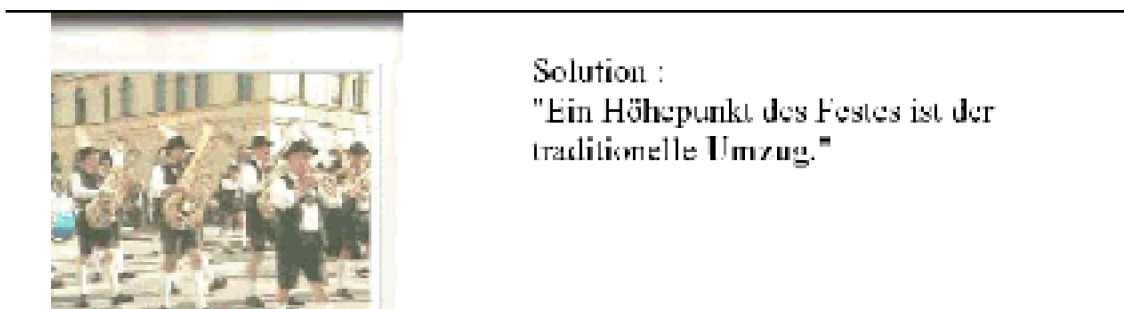 Solution :
"Ein Höhepunkt des Festes ist der
traditionelle Umzug."